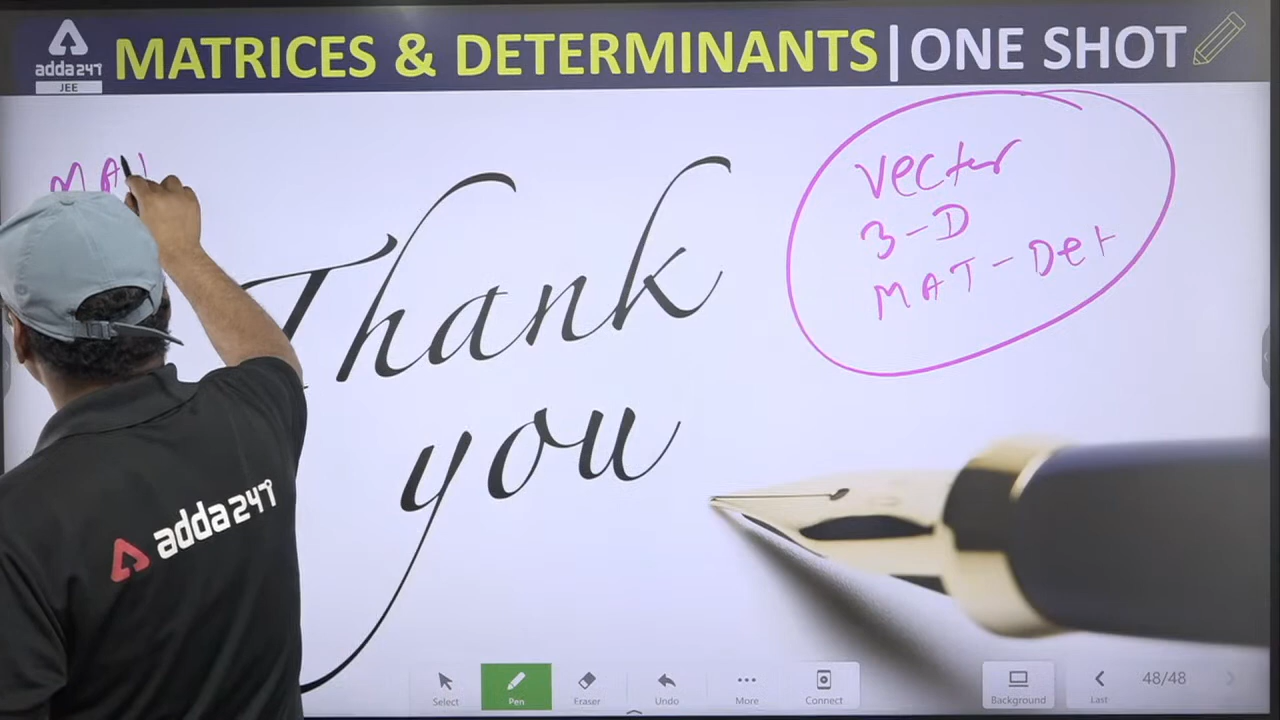 adda247
JEE
MATRICES & DETERMINANTS | ONE SHOT
MAT
Vector
3-D
MAT-Det
Thank
you
adda247
Select
Pen
Eraser
Undo
More
Connect
Background
Last
48/48